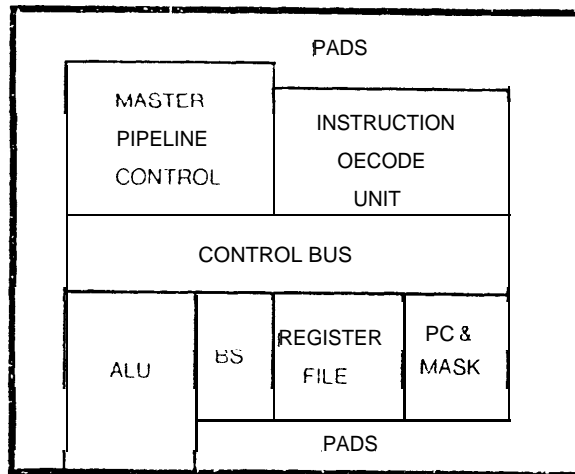 PADS
MASTER
PIPELINE
CONTROL
INSTRUCTION
OECODE
UNIT
CONTROL BUS
ALU
BS
REGISTER
FILE
PC &
MASK
PADS